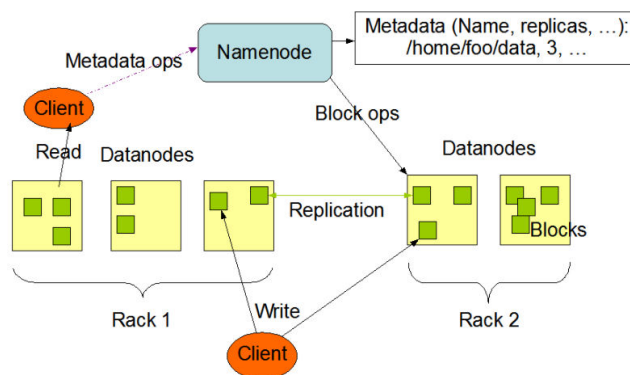 Metadata (Name, replicas, …):
/home/foo/data, 3, …
Namenode
Metadata ops
Client
Block ops
Read
Datanodes
Datanodes
Replication
Blocks
Rack 1
Write
Rack 2
Client